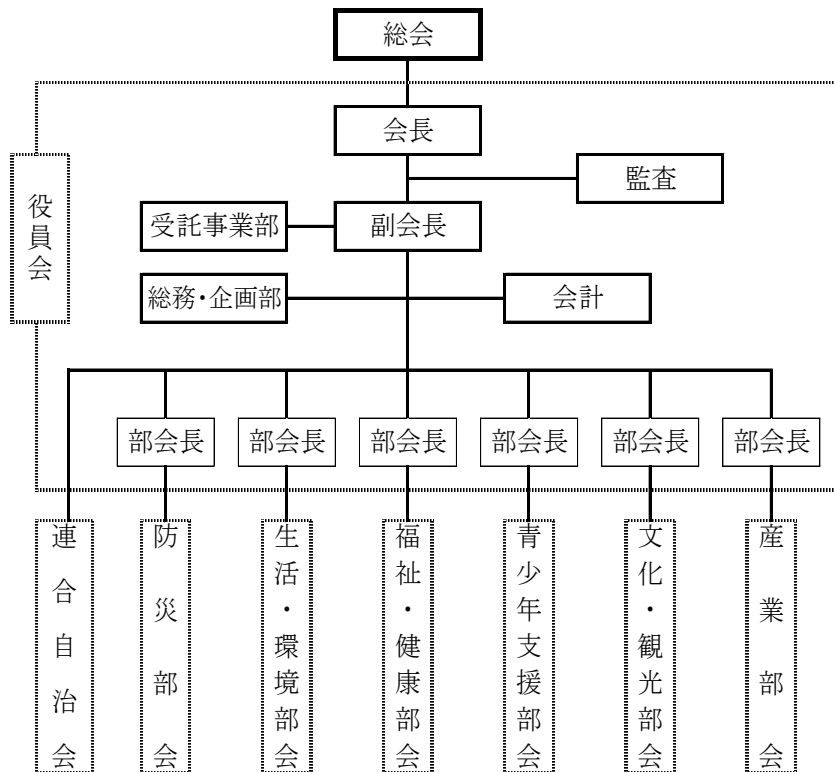 総会
会長
監査
役員会
受託事業部
副会長
総務・企画部
会計
部会長
部会長
部会長
部会長
部会長
部会長
連合自治会
防災部会
生活・環境部会
福祉・健康部会
青少年支援部会
文化・観光部会
産業部会